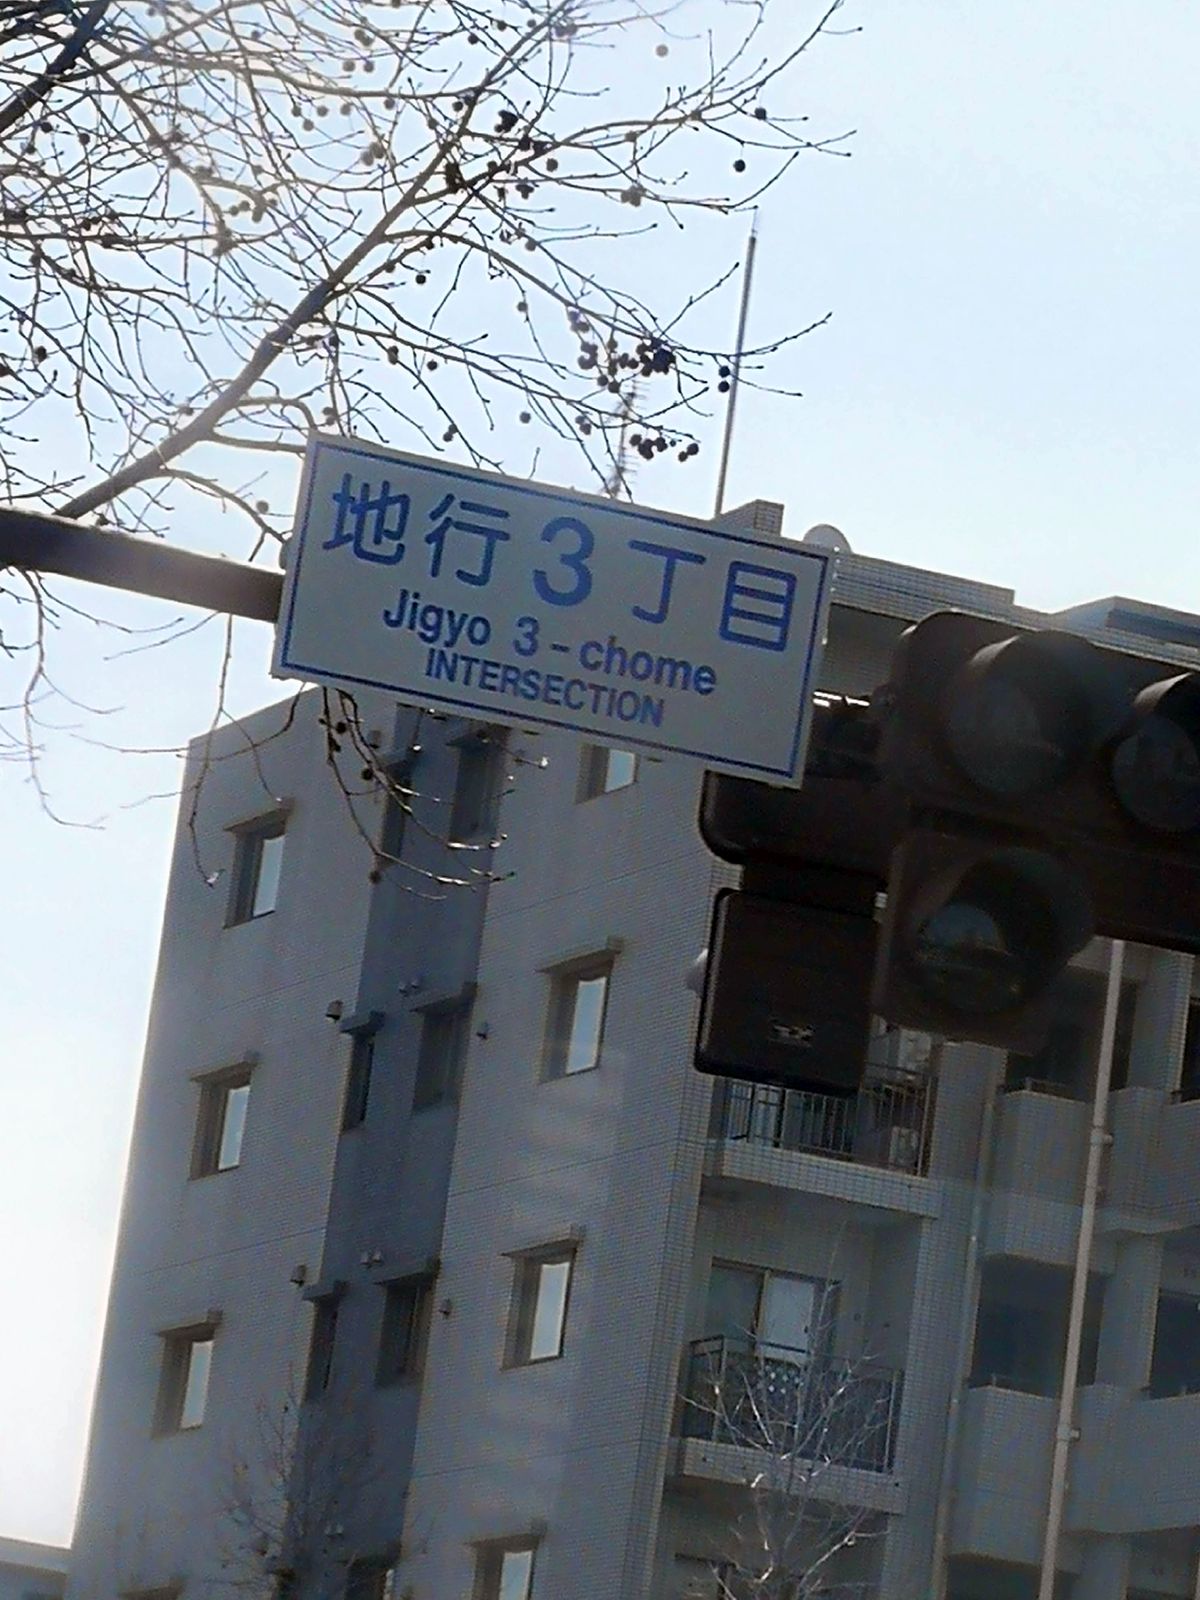 地行3丁目
Jigyo 3-chome
INTERSECTION